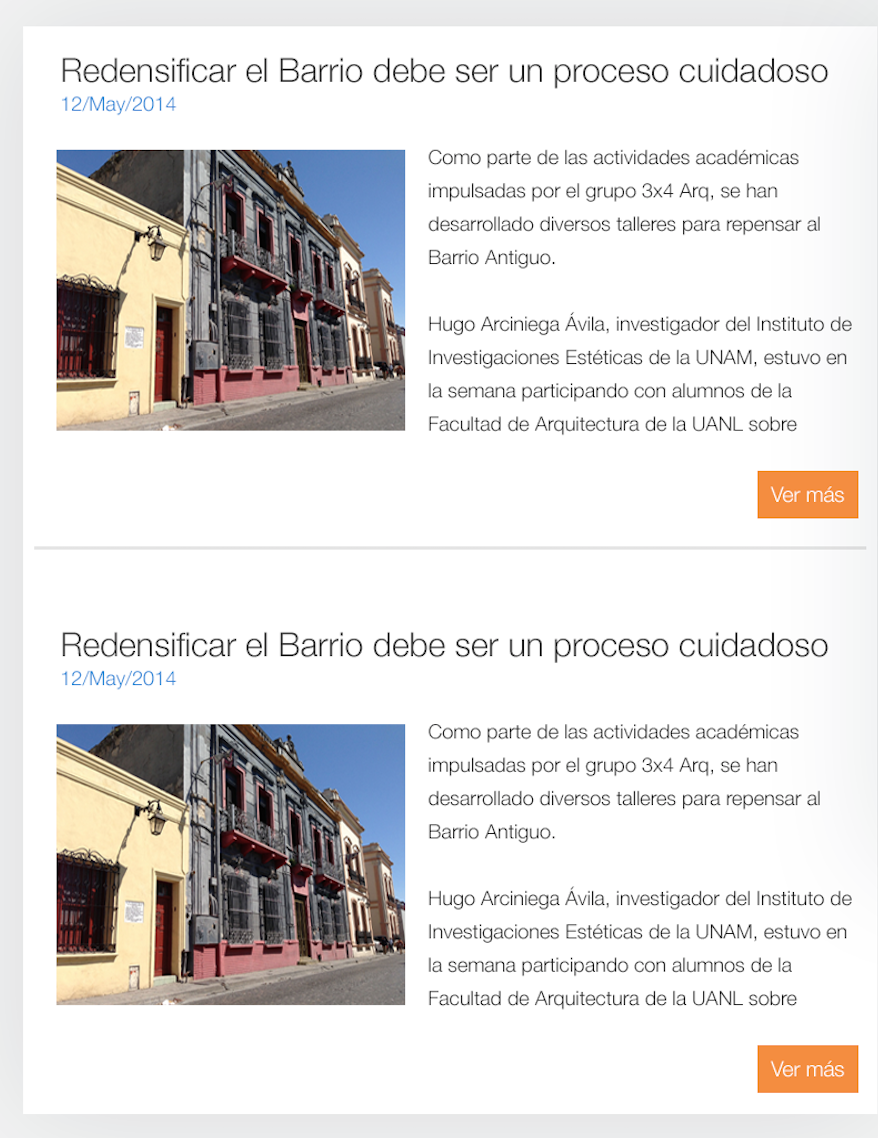 Redensificar el Barrio debe ser un proceso cuidadoso
12/May/2014
Como parte de las actividades académicas
impulsadas por el grupo 3x4 Arq, se han
desarrollado diversos talleres para repensar al
Barrio Antiguo.
Hugo Arciniega Ávila, investigador del Instituto de
Investigaciones Estéticas de la UNAM, estuvo en
la semana participando con alumnos de la
Facultad de Arquitectura de la UANL sobre
Ver más
Redensificar el Barrio debe ser un proceso cuidadoso
12/May/2014
Como parte de las actividades académicas
impulsadas por el grupo 3x4 Arq, se han
desarrollado diversos talleres para repensar al
Barrio Antiguo.
Hugo Arciniega Ávila, investigador del Instituto de
Investigaciones Estéticas de la UNAM, estuvo en
la semana participando con alumnos de la
Facultad de Arquitectura de la UANL sobre
Ver más